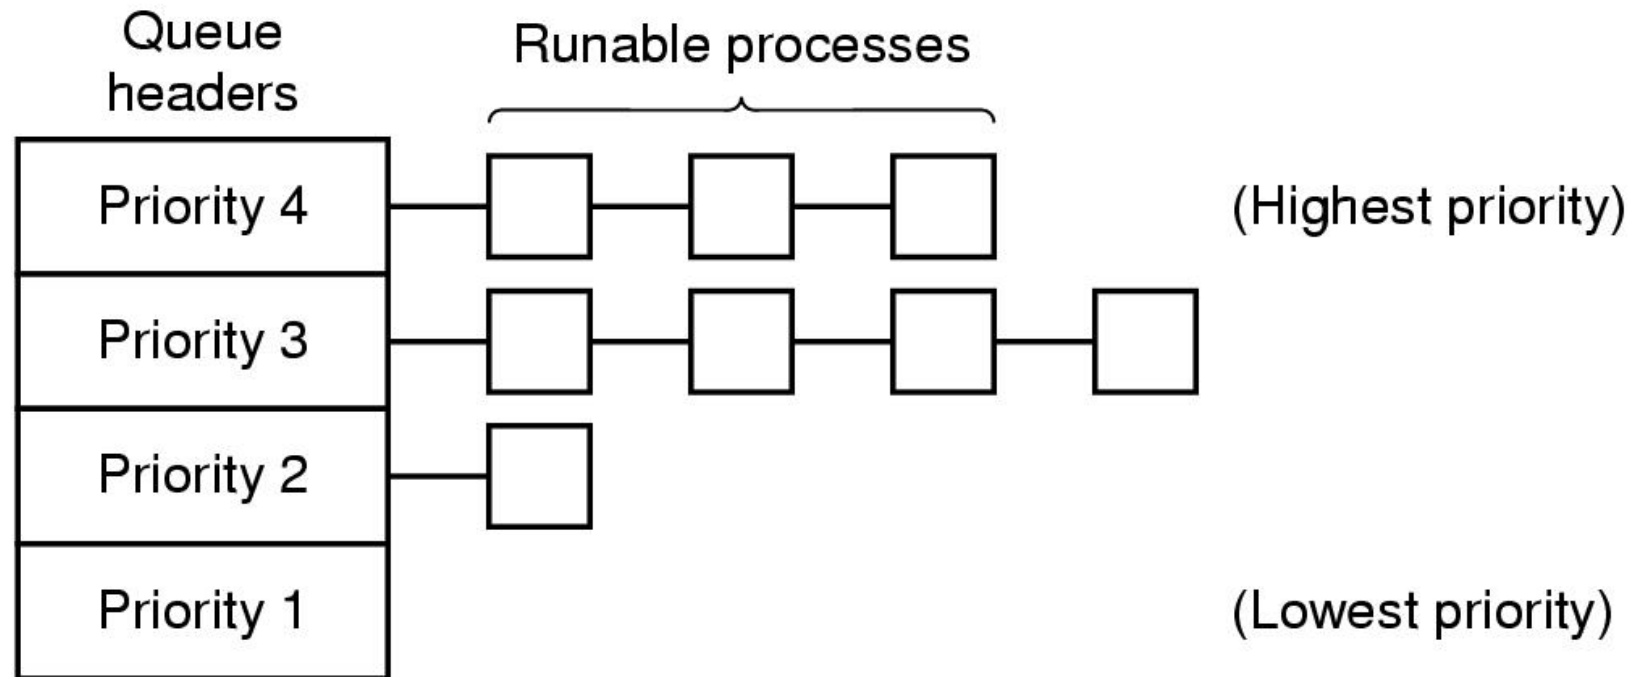 Queue
headers
Runable processes
Priority 4
(Highest priority)
Priority 3
Priority 2
Priority 1
(Lowest priority)